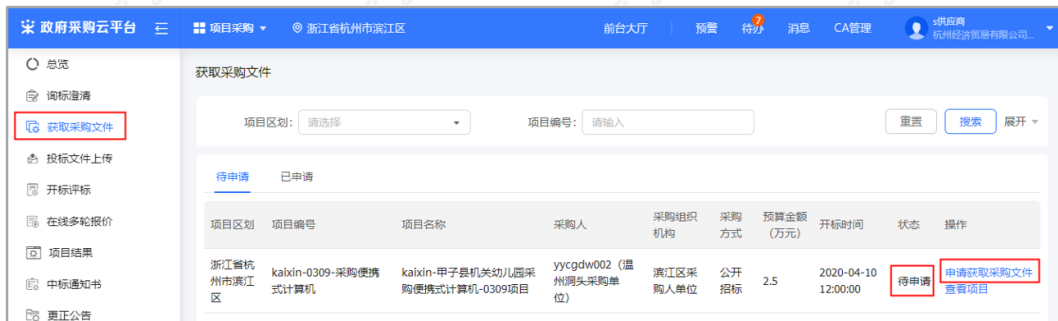 政府采购云平台 项目采购 浙江省杭州市滨江区 前台大厅 预警 待办 7 消息 CA管理 s供应商
杭州经济贸易有限公司...
总览
询标澄清
获取采购文件
投标文件上传
开标评标
在线多轮报价
项目结果
中标通知书
更正公告
获取采购文件
项目区划: 请选择 项目编号: 请输入 重置 搜索 展开
待申请 已申请
项目区划 项目编号 项目名称 采购人 采购组织机构 采购方式 预算金额(万元) 开标时间 状态 操作
浙江省杭
州市滨江
区
kaixin-0309-采购便携
式计算机
kaixin-甲子县机关幼儿园采
购便携式计算机-0309项目
yycgdw002(温
州洞头采购单
位)
滨江区采
购人单位
公开
招标
2.5
2020-04-10
12:00:00
待申请
申请获取采购文件
查看项目